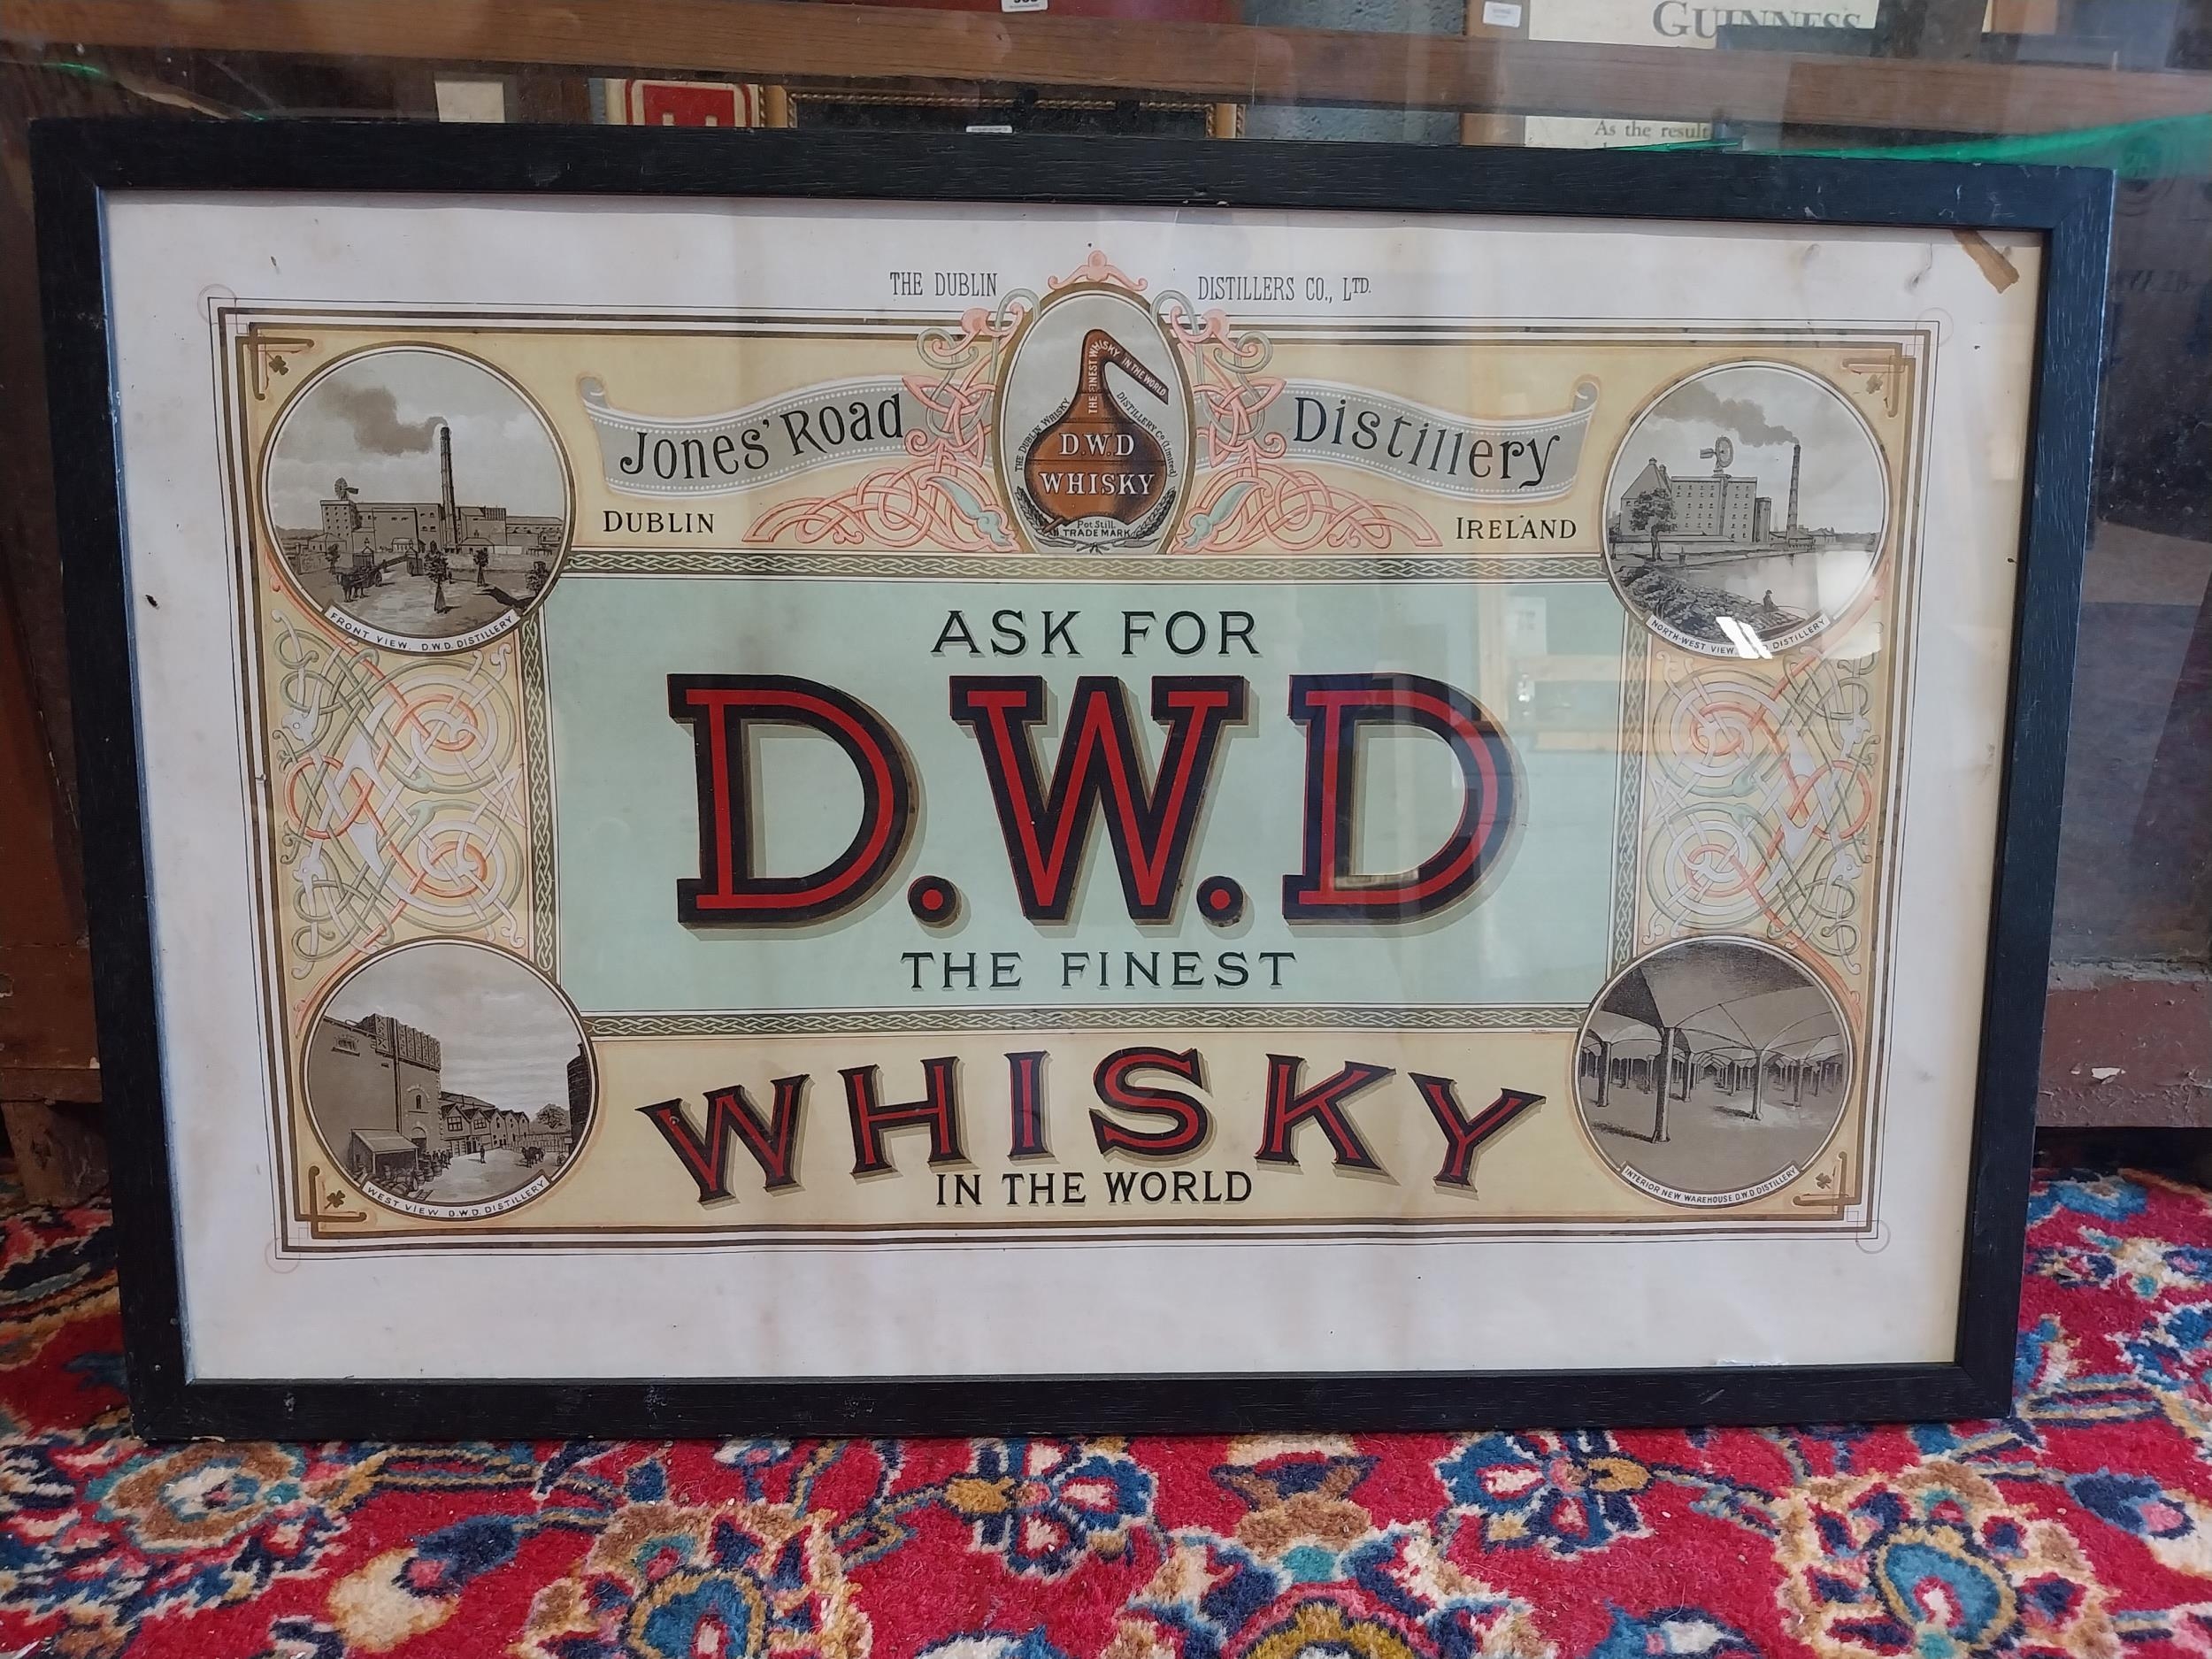 GUINNESS
As the result
THE DUBLIN DISTILLERS CO., LTD.
Jones' Road Distillery
THE FINEST WHISKY IN THE WORLD
THE DUBLIN WHISKY DISTILLERY Co (Limited)
D.W.D
WHISKY
Pot Still
TRADE MARK
DUBLIN IRELAND
FRONT VIEW. D.W.D. DISTILLERY
NORTH-WEST VIEW DISTILLERY
ASK FOR
D.W.D
THE FINEST
WHISKY
IN THE WORLD
WEST VIEW D.W.D. DISTILLERY
INTERIOR NEW WAREHOUSE D.W.D DISTILLERY